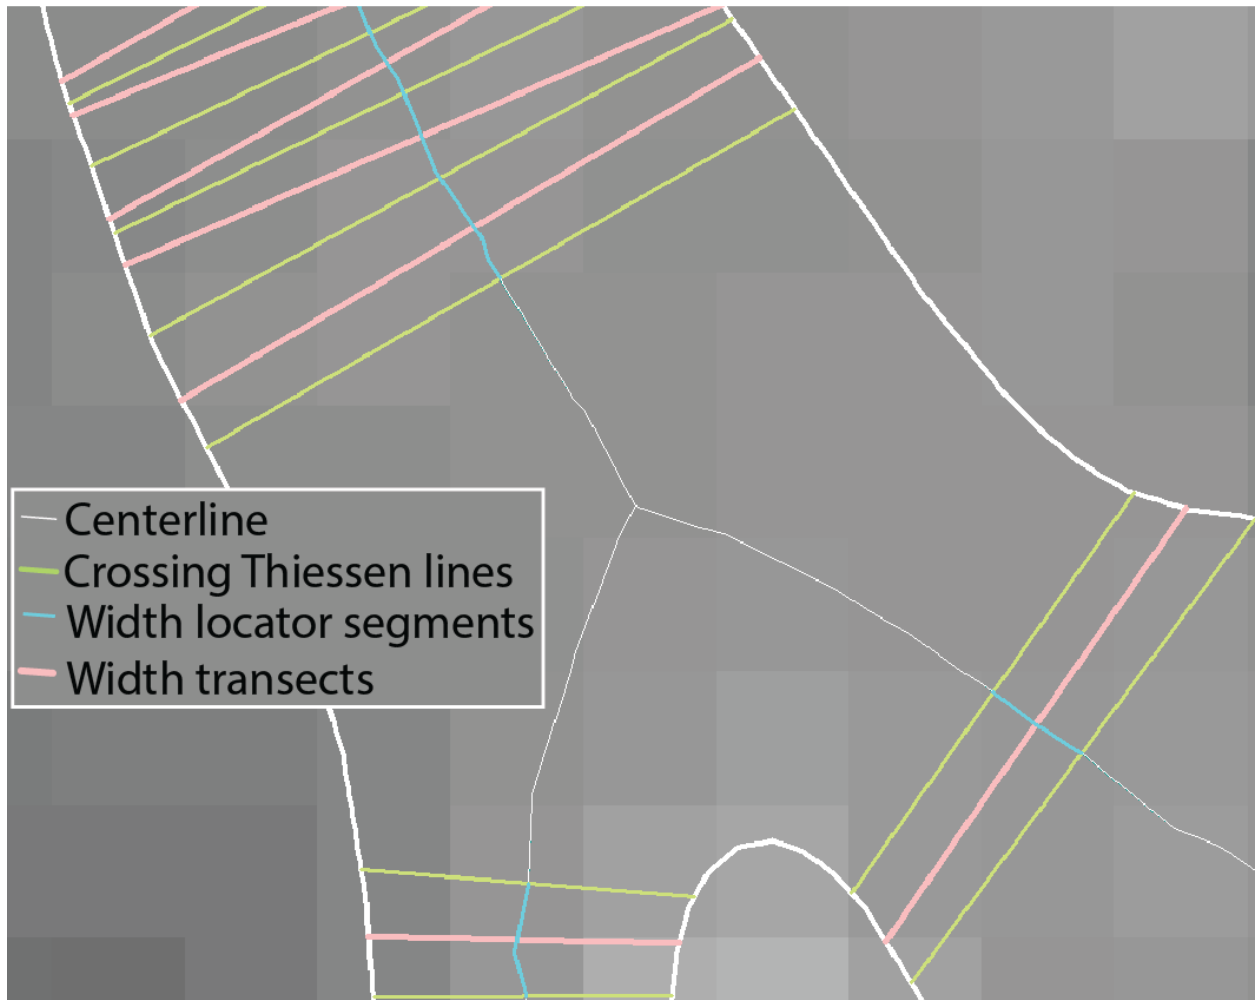 Centerline
Crossing Thiessen lines
Width locator segments
Width transects